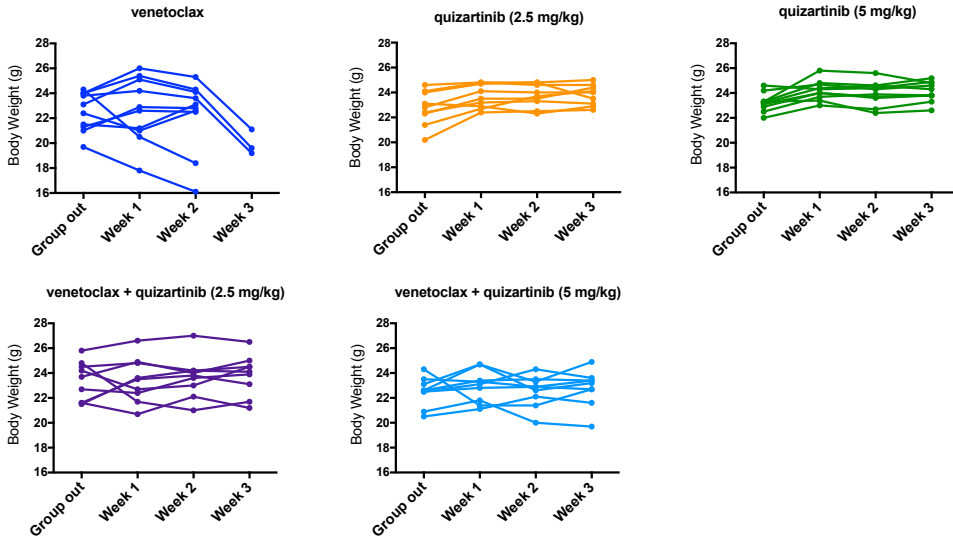 venetoclax
Body Weight (g)
28
26
24
22
20
18
16
Group out
Week 1
Week 2
Week 3
quizartinib (2.5 mg/kg)
Body Weight (g)
28
26
24
22
20
18
16
Group out
Week 1
Week 2
Week 3
quizartinib (5 mg/kg)
Body Weight (g)
28
26
24
22
20
18
16
Group out
Week 1
Week 2
Week 3
venetoclax + quizartinib (2.5 mg/kg)
Body Weight (g)
28
26
24
22
20
18
16
Group out
Week 1
Week 2
Week 3
venetoclax + quizartinib (5 mg/kg)
Body Weight (g)
28
26
24
22
20
18
16
Group out
Week 1
Week 2
Week 3